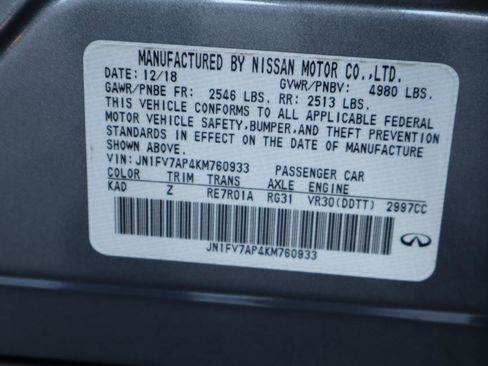 MANUFACTURED BY NISSAN MOTOR CO.,LTD.
DATE: 12/18 GVWR/PNBV: 4980 LBS.
GAWR/PNBE FR: 2546 LBS. RR: 2513 LBS.
THIS VEHICLE CONFORMS TO ALL APPLICABLE FEDERAL
MOTOR VEHICLE SAFETY, BUMPER, AND THEFT PREVENTION
STANDARDS IN EFFECT ON THE DATE OF MANUFACTURE
SHOWN ABOVE.
VIN: JN1FV7AP4KM760933 PASSENGER CAR
COLOR TRIM TRANS AXLE ENGINE
KAD Z RE7R01A RG31 VR30(DDTT) 2997CC
JN1FV7AP4KM760933